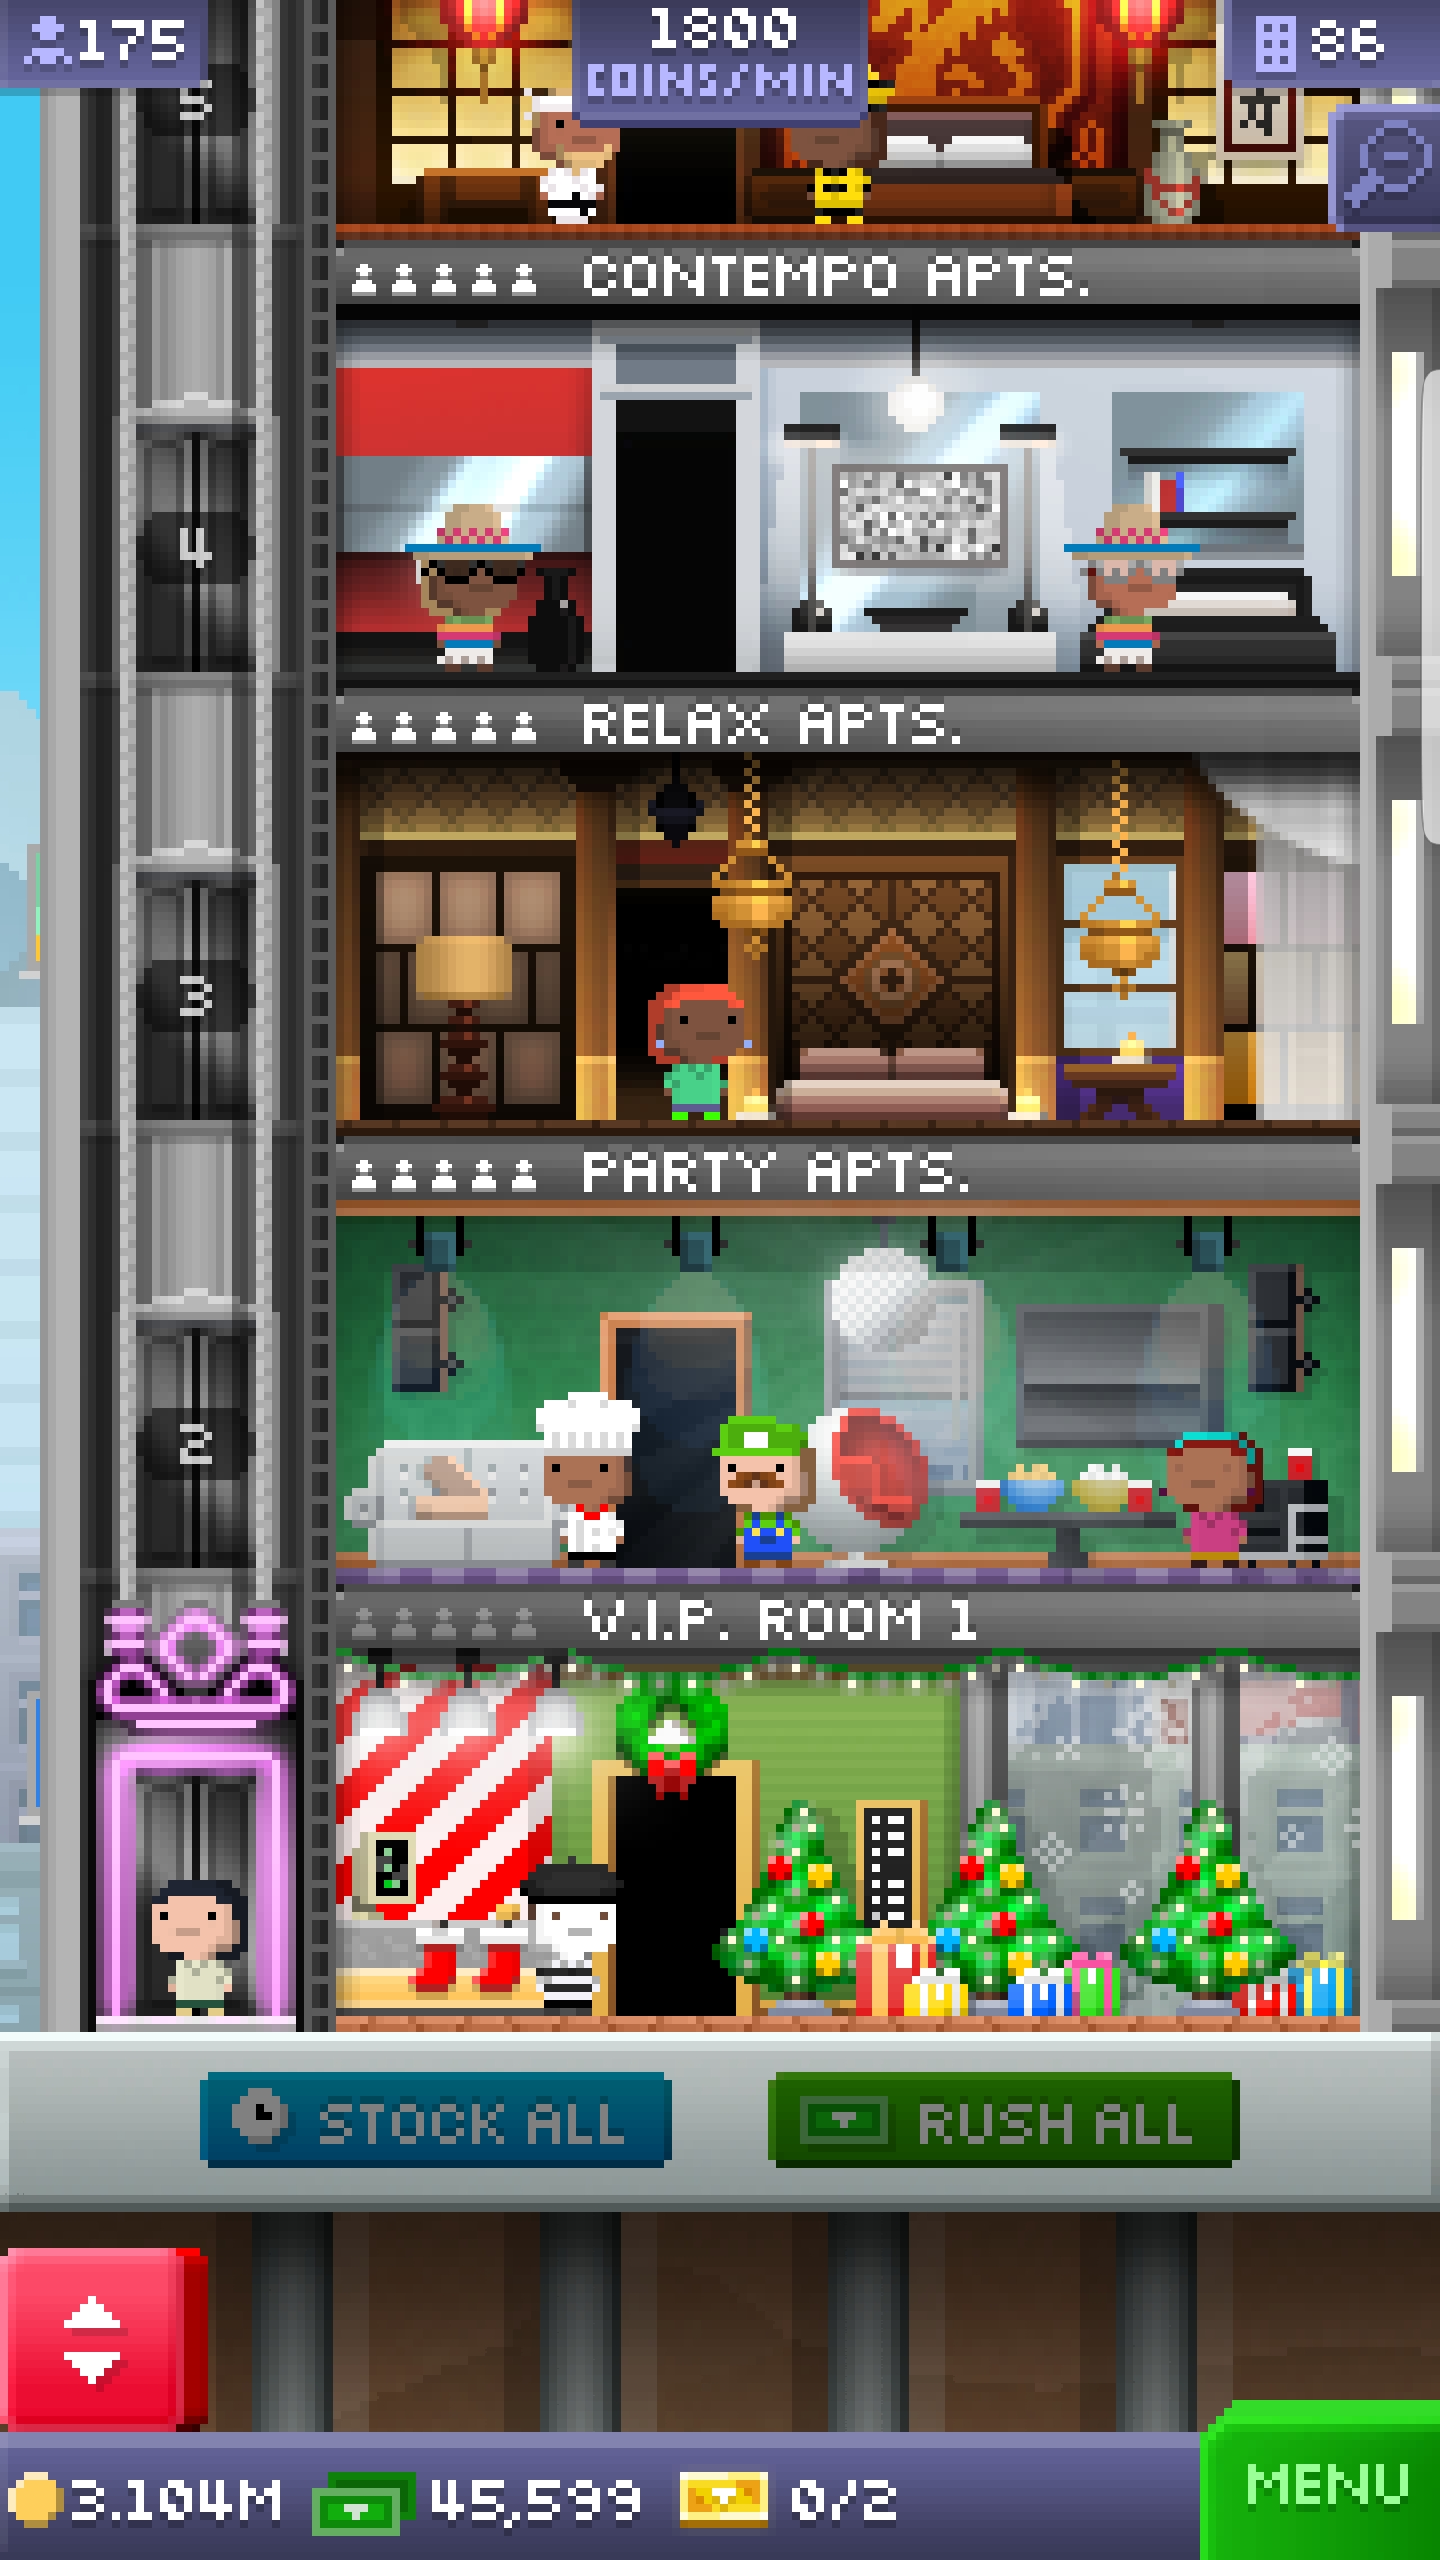 175
1800
COINS/MIN
86
5
CONTEMPO APTS.
4
RELAX APTS.
3
PARTY APTS.
2
V.I.P. ROOM 1
STOCK ALL
RUSH ALL
3.104M
45,599
0/2
MENU